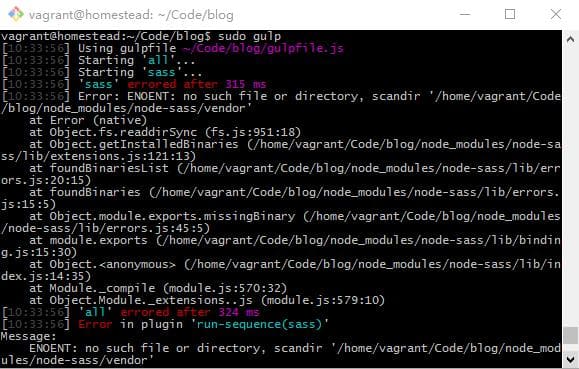 vagrant@homestead: ~/Code/blog
vagrant@homestead:~/Code/blog$ sudo gulp
[10:33:56] Using gulpfile ~/Code/blog/gulpfile.js
[10:33:56] Starting 'all'...
[10:33:56] Starting 'sass'...
[10:33:56] 'sass' errored after 315 ms
[10:33:56] Error: ENOENT: no such file or directory, scandir '/home/vagrant/Code
/blog/node_modules/node-sass/vendor'
    at Error (native)
    at Object.fs.readdirSync (fs.js:951:18)
    at Object.getInstalledBinaries (/home/vagrant/Code/blog/node_modules/node-sa
ss/lib/extensions.js:121:13)
    at foundBinariesList (/home/vagrant/Code/blog/node_modules/node-sass/lib/err
ors.js:20:15)
    at foundBinaries (/home/vagrant/Code/blog/node_modules/node-sass/lib/errors.
js:15:5)
    at Object.module.exports.missingBinary (/home/vagrant/Code/blog/node_modules
/node-sass/lib/errors.js:45:5)
    at module.exports (/home/vagrant/Code/blog/node_modules/node-sass/lib/bindin
g.js:15:30)
    at Object.<anonymous> (/home/vagrant/Code/blog/node_modules/node-sass/lib/in
dex.js:14:35)
    at Module._compile (module.js:570:32)
    at Object.Module._extensions..js (module.js:579:10)
[10:33:56] 'all' errored after 324 ms
[10:33:56] Error in plugin 'run-sequence(sass)'
Message:
    ENOENT: no such file or directory, scandir '/home/vagrant/Code/blog/node_mod
ules/node-sass/vendor'